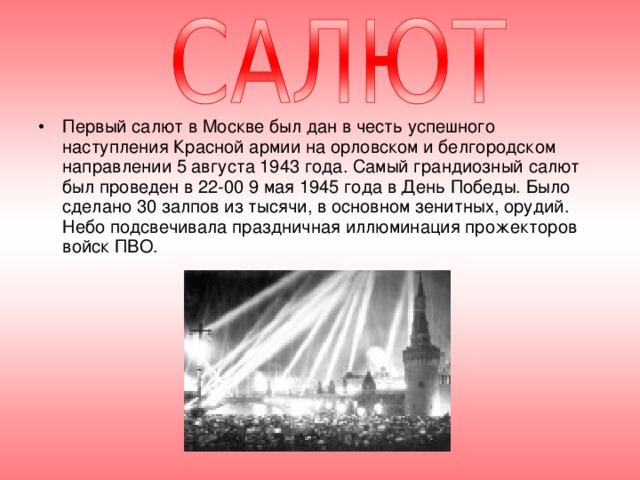 САЛЮТ
• Первый салют в Москве был дан в честь успешного
наступления Красной армии на орловском и белгородском
направлении 5 августа 1943 года. Самый грандиозный салют
был проведен в 22-00 9 мая 1945 года в День Победы. Было
сделано 30 залпов из тысячи, в основном зенитных, орудий.
Небо подсвечивала праздничная иллюминация прожекторов
войск ПВО.